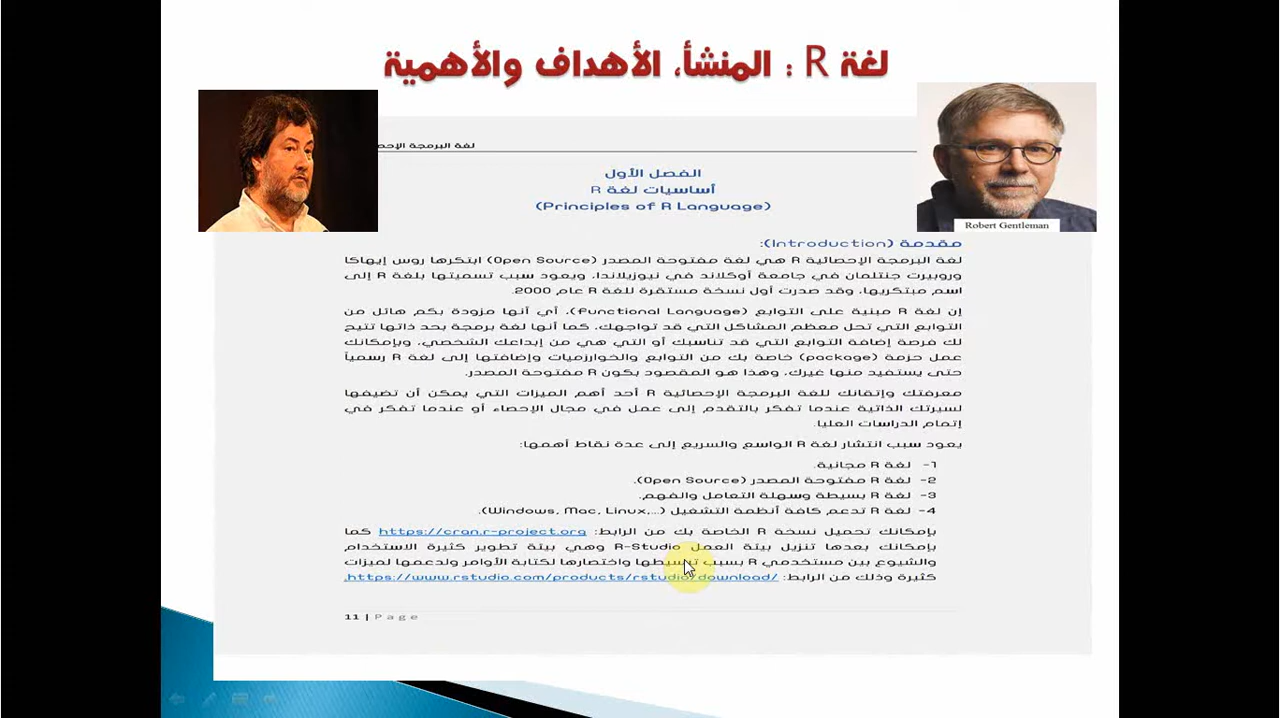 لغة R : المنشأ، الأهداف والأهمية
لغة البرمجة الإحص
Robert Gentleman
الفصل الأول
أساسيات لغة R
(Principles of R Language)
مقدمة (Introduction):
لغة البرمجة الإحصائية R هي لغة مفتوحة المصدر (Open Source) ابتكرها روس إيهاكا
وروبيرت جنتلمان في جامعة أوكلاند في نيوزيلاندا، ويعود سبب تسميتها بلغة R إلى
اسم مبتكريها، وقد صدرت أول نسخة مستقرة للغة R عام 2000.
إن لغة R مبنية على التوابع (Functional Language)، أي أنها مزودة بكم هائل من
التوابع التي تحل معظم المشاكل التي قد تواجهك، كما أنها لغة برمجة بحد ذاتها تتيح
لك فرصة إضافة التوابع التي قد تناسبك أو التي هي من إبداعك الشخصي، وبإمكانك
عمل حزمة (package) خاصة بك من التوابع والخوارزميات وإضافتها إلى لغة R رسمياً
حتى يستفيد منها غيرك، وهذا هو المقصود بكون R مفتوحة المصدر.
معرفتك وإتقانك للغة البرمجة الإحصائية R أحد أهم الميزات التي يمكن أن تضيفها
لسيرتك الذاتية عندما تفكر بالتقدم إلى عمل في مجال الإحصاء أو عندما تفكر في
إتمام الدراسات العليا.
يعود سبب انتشار لغة R الواسع والسريع إلى عدة نقاط أهمها:
1- لغة R مجانية.
2- لغة R مفتوحة المصدر (Open Source).
3- لغة R بسيطة وسهلة التعامل والفهم.
4- لغة R تدعم كافة أنظمة التشغيل (Windows, Mac, Linux,...).
بإمكانك تحميل نسخة R الخاصة بك من الرابط: https://cran.r-project.org كما
بإمكانك بعدها تنزيل بيئة العمل R-Studio وهي بيئة تطوير كثيرة الاستخدام
والشيوع بين مستخدمي R بسبب تبسيطها واختصارها لكتابة الأوامر ولدعمها لميزات
كثيرة وذلك من الرابط: https://www.rstudio.com/products/rstudio/download/.
11 | Page